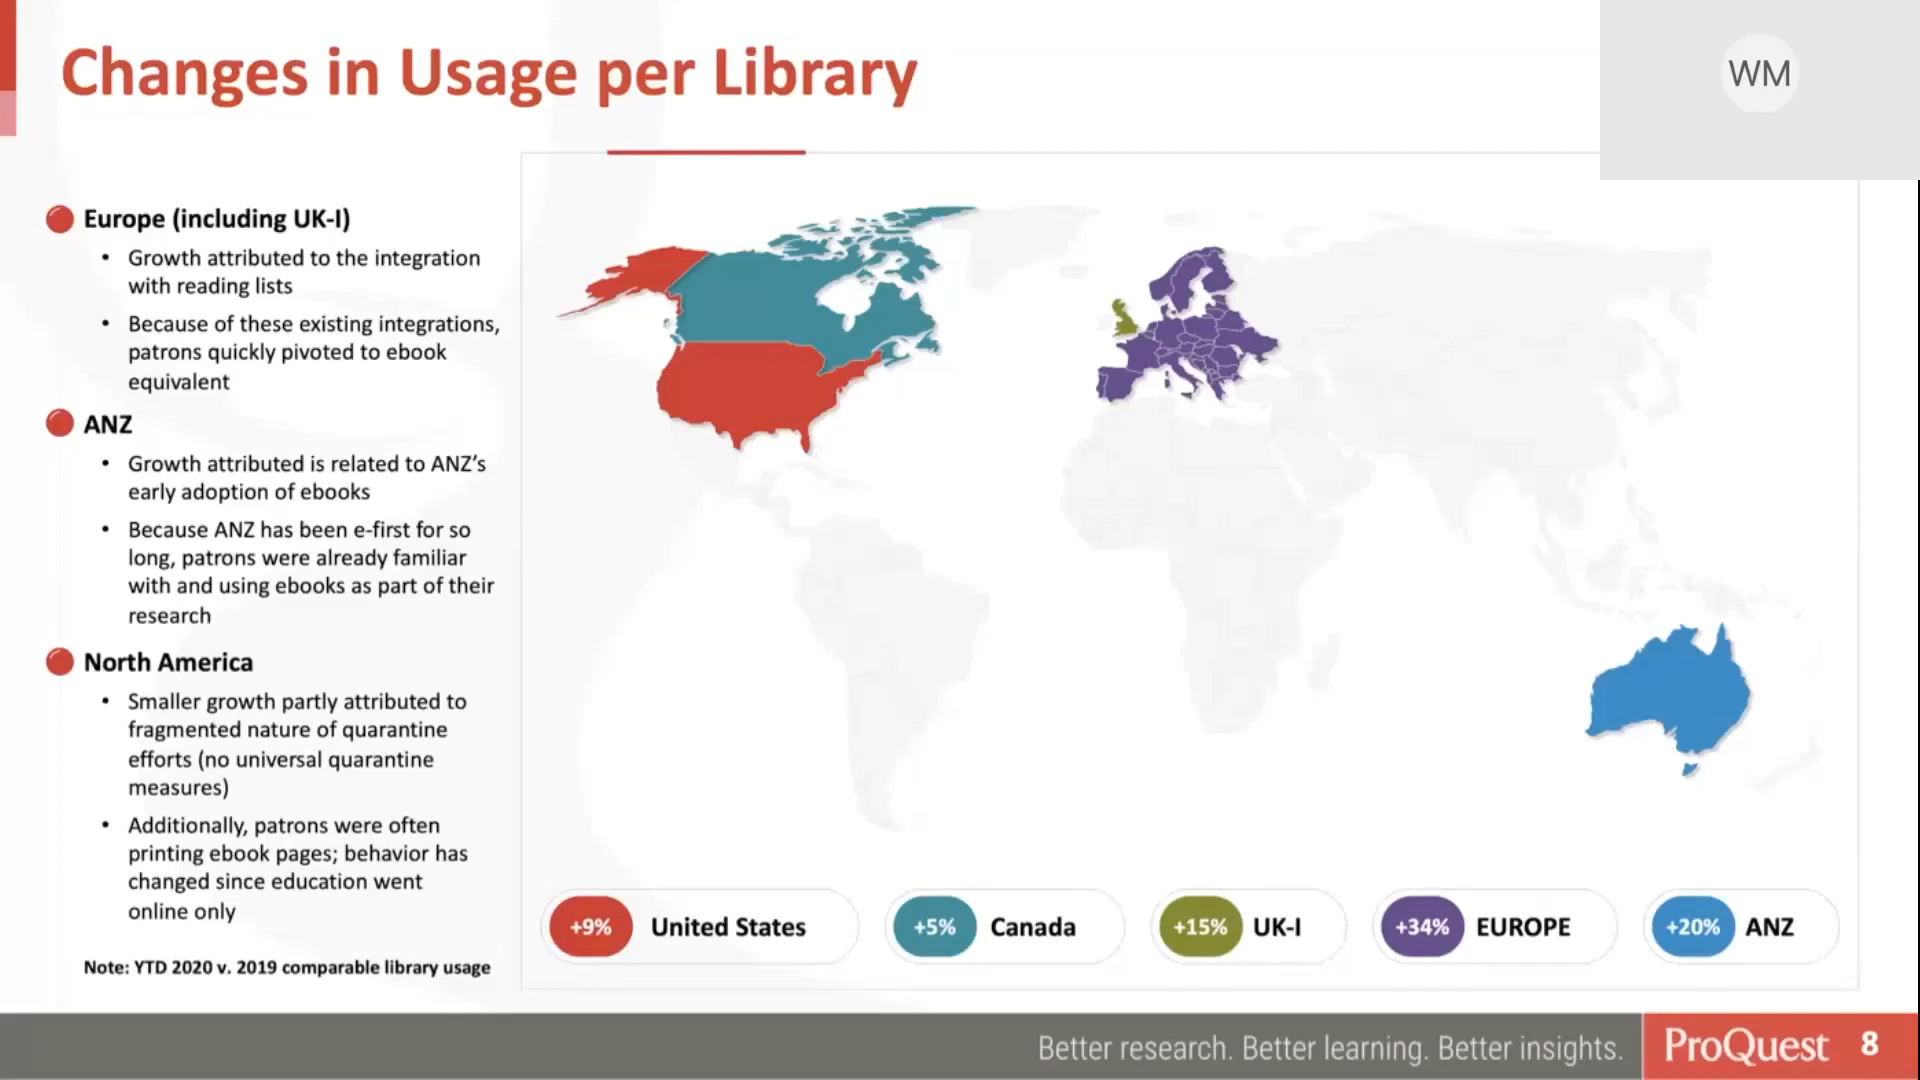 Changes in Usage per Library
WM
Europe (including UK-I)
• Growth attributed to the integration
with reading lists
• Because of these existing integrations,
patrons quickly pivoted to ebook
equivalent
ANZ
• Growth attributed is related to ANZ’s
early adoption of ebooks
• Because ANZ has been e-first for so
long, patrons were already familiar
with and using ebooks as part of their
research
North America
• Smaller growth partly attributed to
fragmented nature of quarantine
efforts (no universal quarantine
measures)
• Additionally, patrons were often
printing ebook pages; behavior has
changed since education went
online only
Note: YTD 2020 v. 2019 comparable library usage
+9% United States
+5% Canada
+15% UK-I
+34% EUROPE
+20% ANZ
Better research. Better learning. Better insights.
ProQuest 8